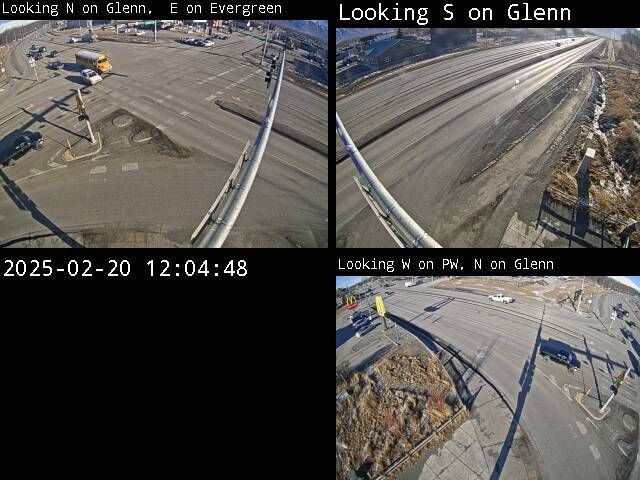 Looking N on Glenn,  E on Evergreen
Looking S on Glenn
2025-02-20 12:04:48
Looking W on PW, N on Glenn